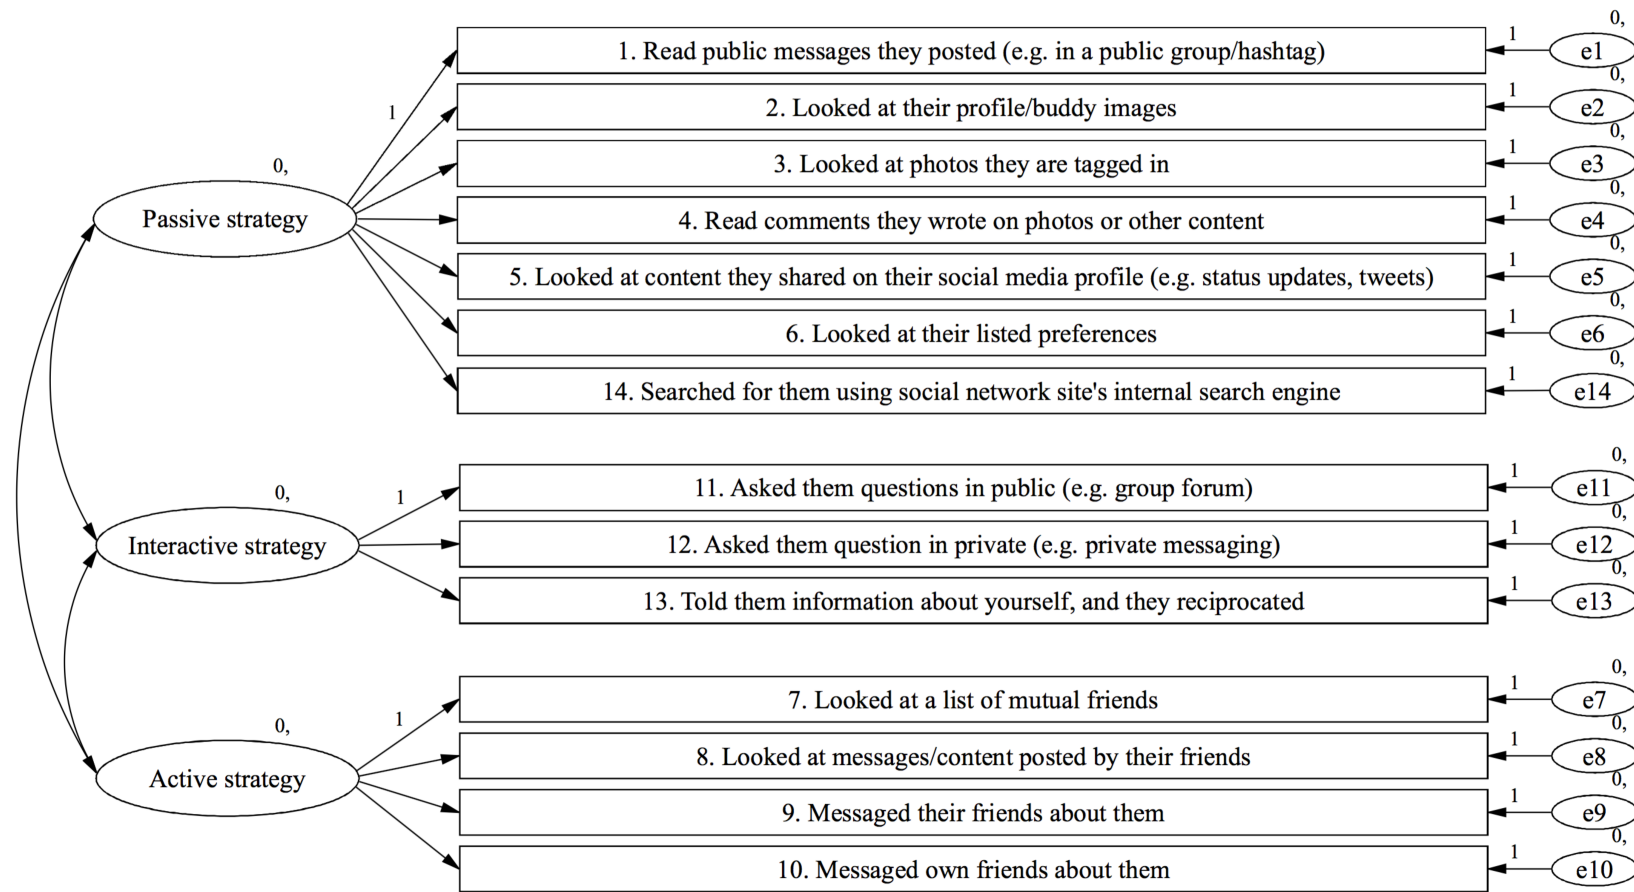 0,
1. Read public messages they posted (e.g. in a public group/hashtag)
1
e1
0,
2. Looked at their profile/buddy images
1
e2
0,
1
3. Looked at photos they are tagged in
1
e3
0,
Passive strategy
0,
4. Read comments they wrote on photos or other content
1
e4
0,
5. Looked at content they shared on their social media profile (e.g. status updates, tweets)
1
e5
0,
6. Looked at their listed preferences
1
e6
0,
14. Searched for them using social network site's internal search engine
1
e14
0,
11. Asked them questions in public (e.g. group forum)
1
e11
0,
Interactive strategy
0,
1
12. Asked them question in private (e.g. private messaging)
1
e12
0,
13. Told them information about yourself, and they reciprocated
1
e13
0,
7. Looked at a list of mutual friends
1
e7
0,
Active strategy
0,
1
8. Looked at messages/content posted by their friends
1
e8
0,
9. Messaged their friends about them
1
e9
0,
10. Messaged own friends about them
1
e10